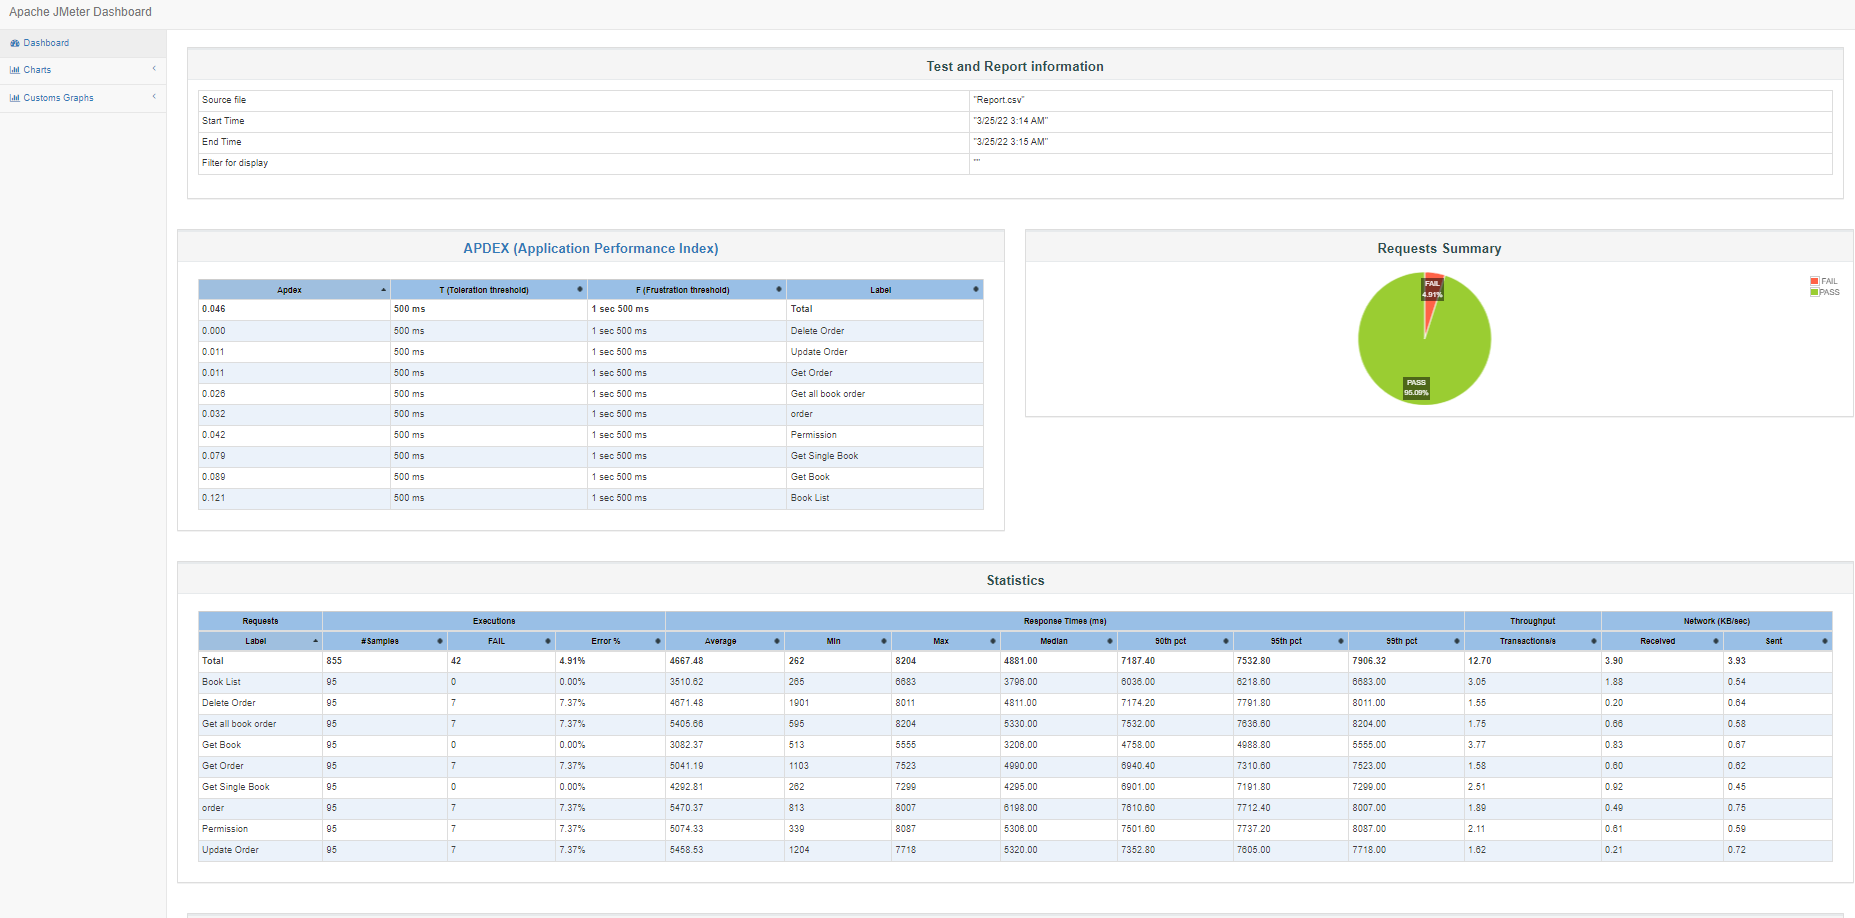 Apache JMeter Dashboard
Dashboard
Charts
Customs Graphs
Test and Report information
Source file "Report.csv"
Start Time "3/25/22 3:14 AM"
End Time "3/25/22 3:15 AM"
Filter for display ""
APDEX (Application Performance Index)
Apdex T (Toleration threshold) F (Frustration threshold) Label
0.046 500 ms 1 sec 500 ms Total
0.000 500 ms 1 sec 500 ms Delete Order
0.011 500 ms 1 sec 500 ms Update Order
0.011 500 ms 1 sec 500 ms Get Order
0.026 500 ms 1 sec 500 ms Get all book order
0.032 500 ms 1 sec 500 ms order
0.042 500 ms 1 sec 500 ms Permission
0.079 500 ms 1 sec 500 ms Get Single Book
0.089 500 ms 1 sec 500 ms Get Book
0.121 500 ms 1 sec 500 ms Book List
Requests Summary
FAIL
4.91%
PASS
95.09%
FAIL
PASS
Statistics
Requests Executions Response Times (ms) Throughput Network (KB/sec)
Label #Samples FAIL Error % Average Min Max Median 90th pct 95th pct 99th pct Transactions/s Received Sent
Total 855 42 4.91% 4667.48 262 8204 4881.00 7187.40 7532.80 7906.32 12.70 3.90 3.93
Book List 95 0 0.00% 3510.62 265 6683 3796.00 6036.00 6218.60 6683.00 3.05 1.88 0.54
Delete Order 95 7 7.37% 4671.48 1901 8011 4811.00 7174.20 7791.80 8011.00 1.55 0.20 0.64
Get all book order 95 7 7.37% 5405.66 595 8204 5330.00 7532.00 7636.60 8204.00 1.75 0.66 0.58
Get Book 95 0 0.00% 3082.37 513 5555 3206.00 4758.00 4988.80 5555.00 3.77 0.83 0.67
Get Order 95 7 7.37% 5041.19 1103 7523 4990.00 6940.40 7310.60 7523.00 1.58 0.60 0.62
Get Single Book 95 0 0.00% 4292.81 262 7299 4295.00 6901.00 7191.80 7299.00 2.51 0.92 0.45
order 95 7 7.37% 5470.37 813 8007 6198.00 7610.60 7712.40 8007.00 1.89 0.49 0.75
Permission 95 7 7.37% 5074.33 339 8087 5306.00 7501.60 7737.20 8087.00 2.11 0.61 0.59
Update Order 95 7 7.37% 5458.53 1204 7718 5320.00 7352.80 7605.00 7718.00 1.62 0.21 0.72